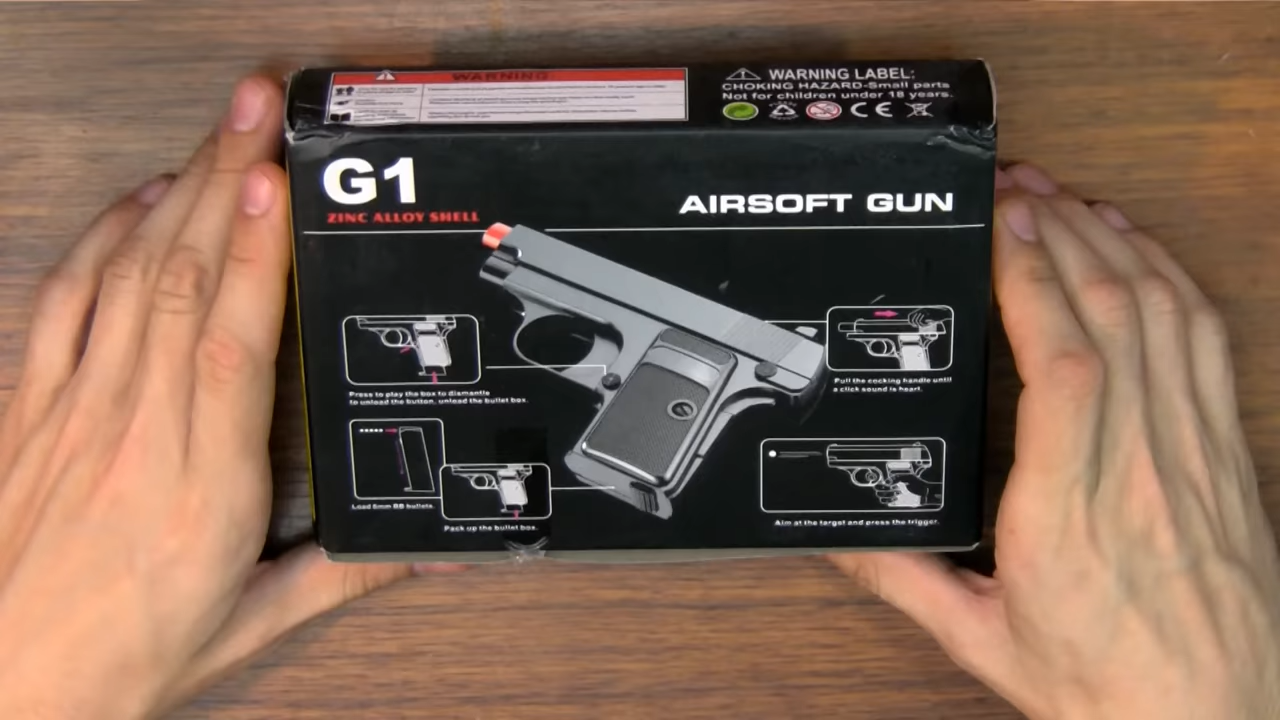 WARNING
WARNING LABEL:
CHOKING HAZARD-Small parts
Not for children under 18 years.
CE
G1
ZINC ALLOY SHELL
AIRSOFT GUN
Press to play the box to dismantle
to unload the button, unload the bullet box.
Pull the cocking handle until
a click sound is heart.
Load 6mm BB bullets.
Pack up the bullet box.
Aim at the target and press the trigger.